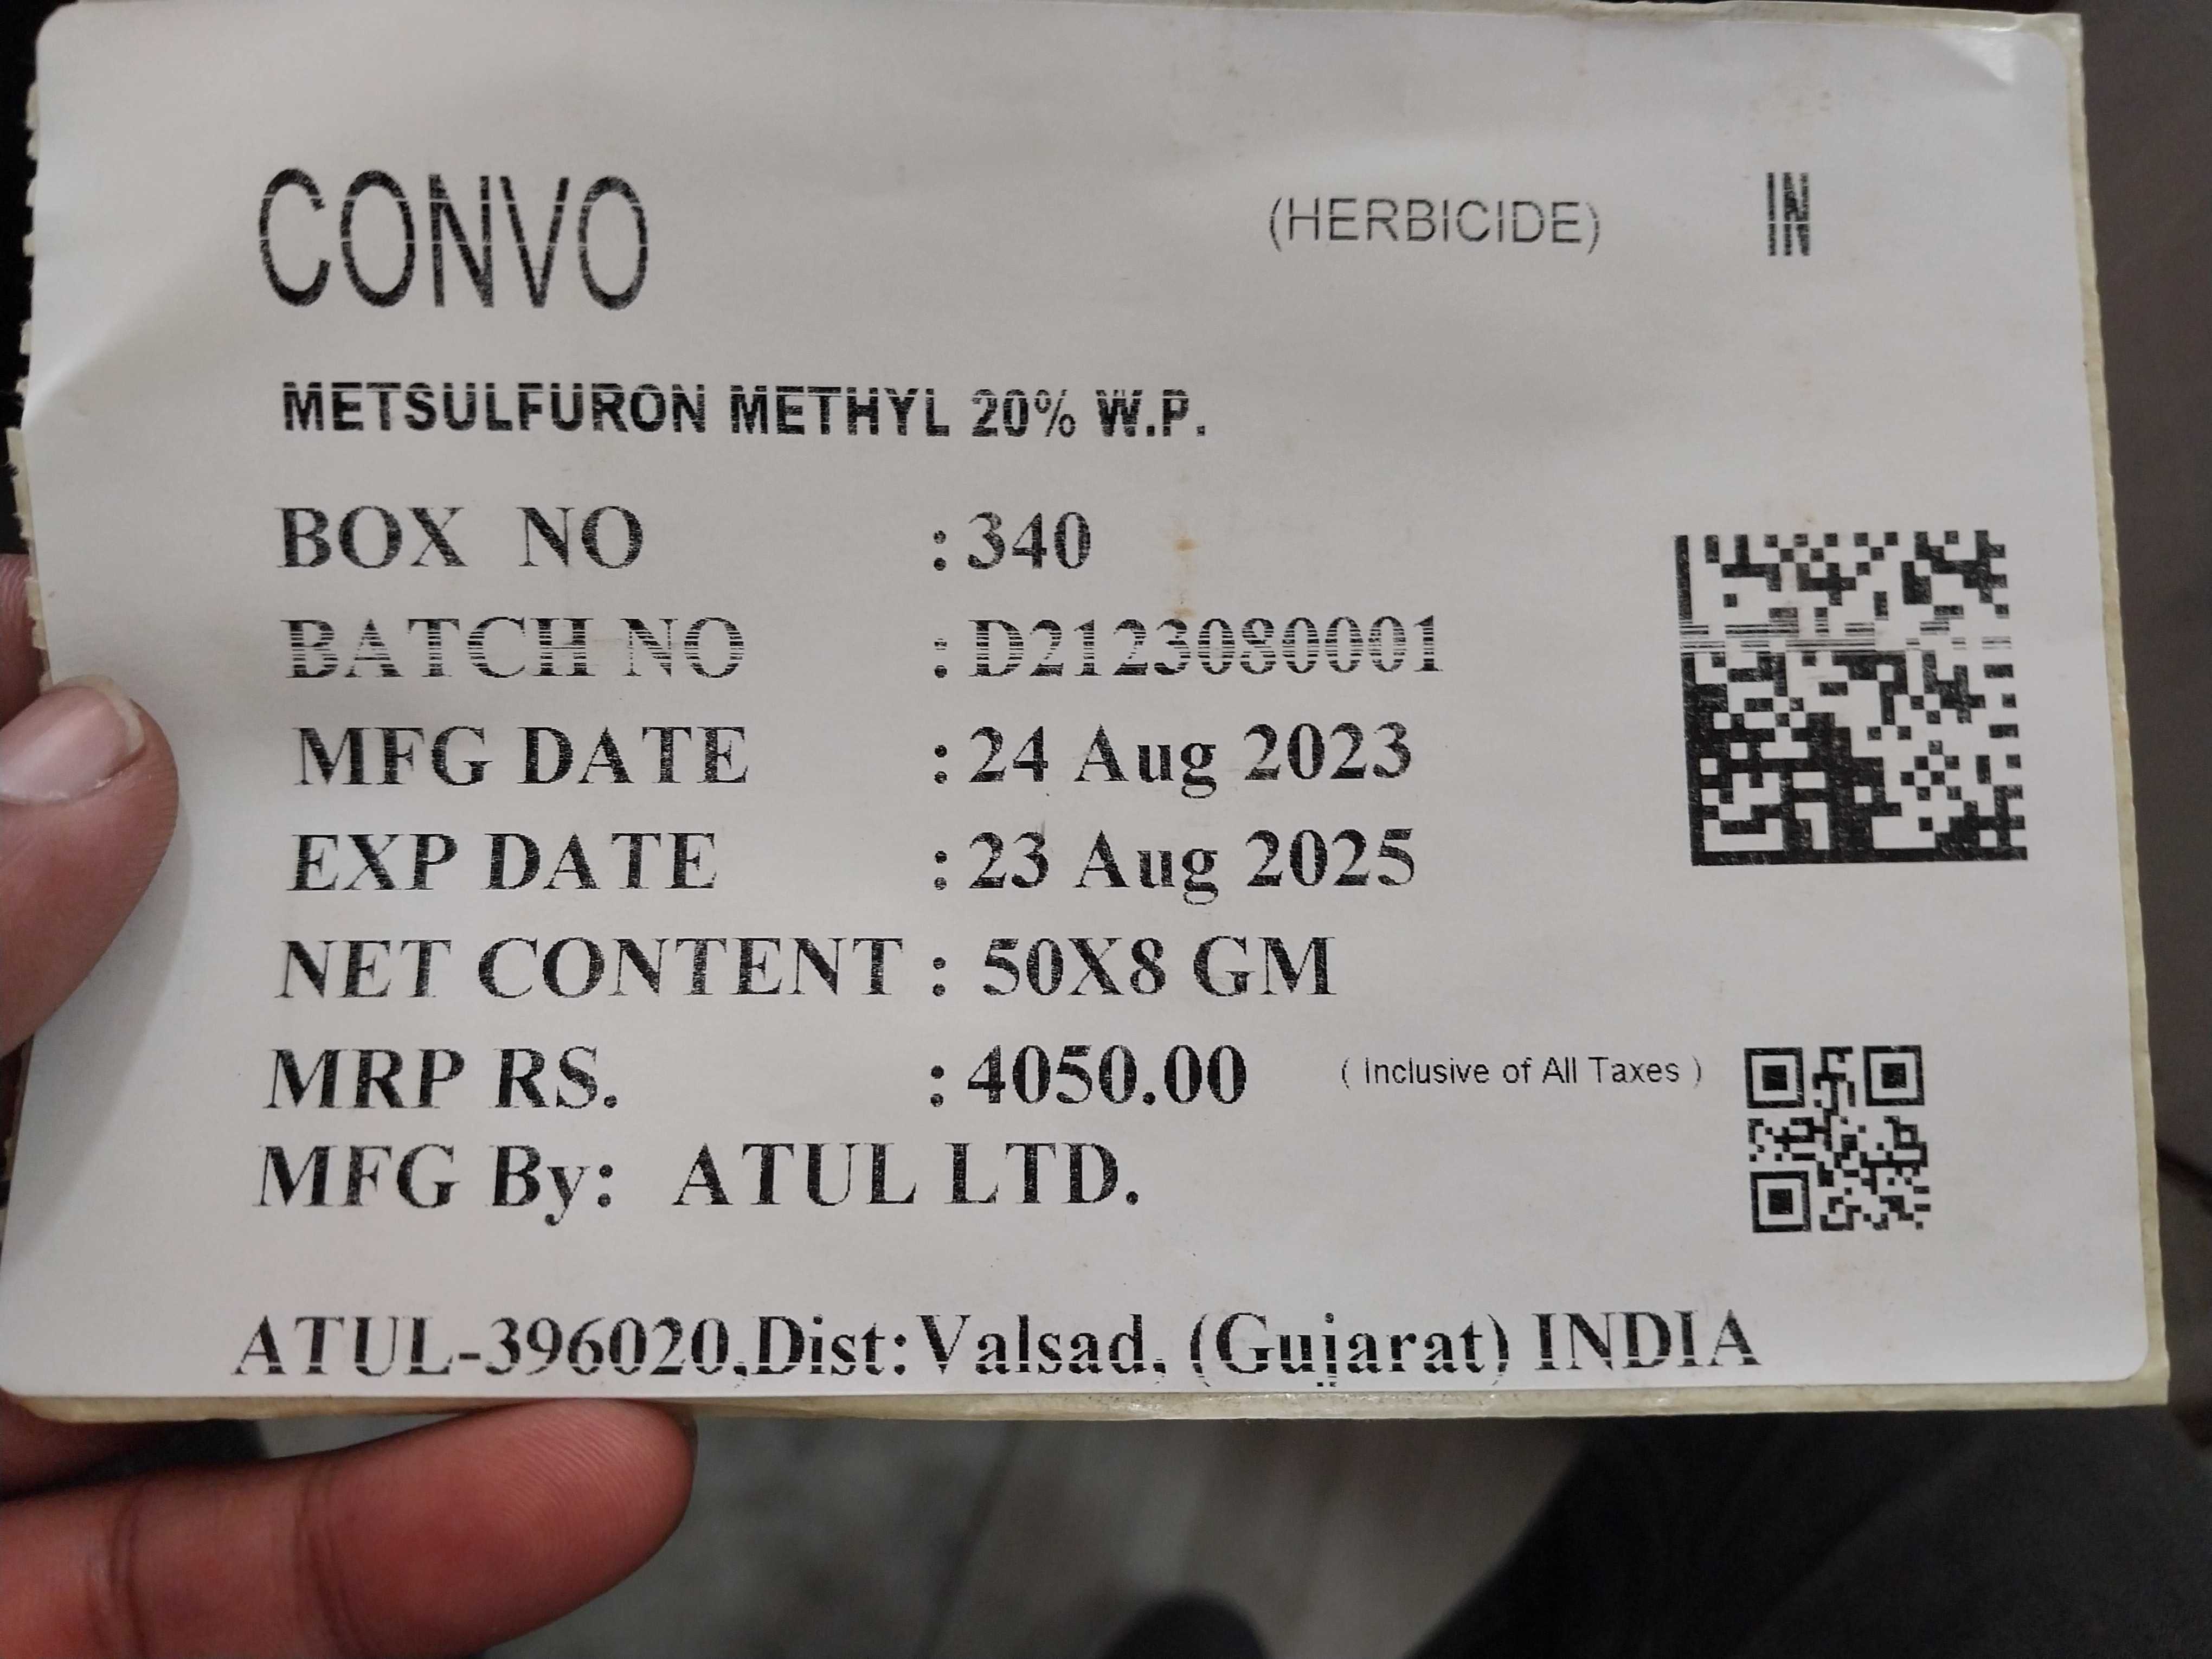 CONVO (HERBICIDE) IN
METSULFURON METHYL 20% W.P.
BOX NO : 340
BATCH NO : D2123080001
MFG DATE : 24 Aug 2023
EXP DATE : 23 Aug 2025
NET CONTENT : 50X8 GM
MRP RS. : 4050.00 ( Inclusive of All Taxes )
MFG By: ATUL LTD.
ATUL-396020,Dist:Valsad, (Gujarat) INDIA